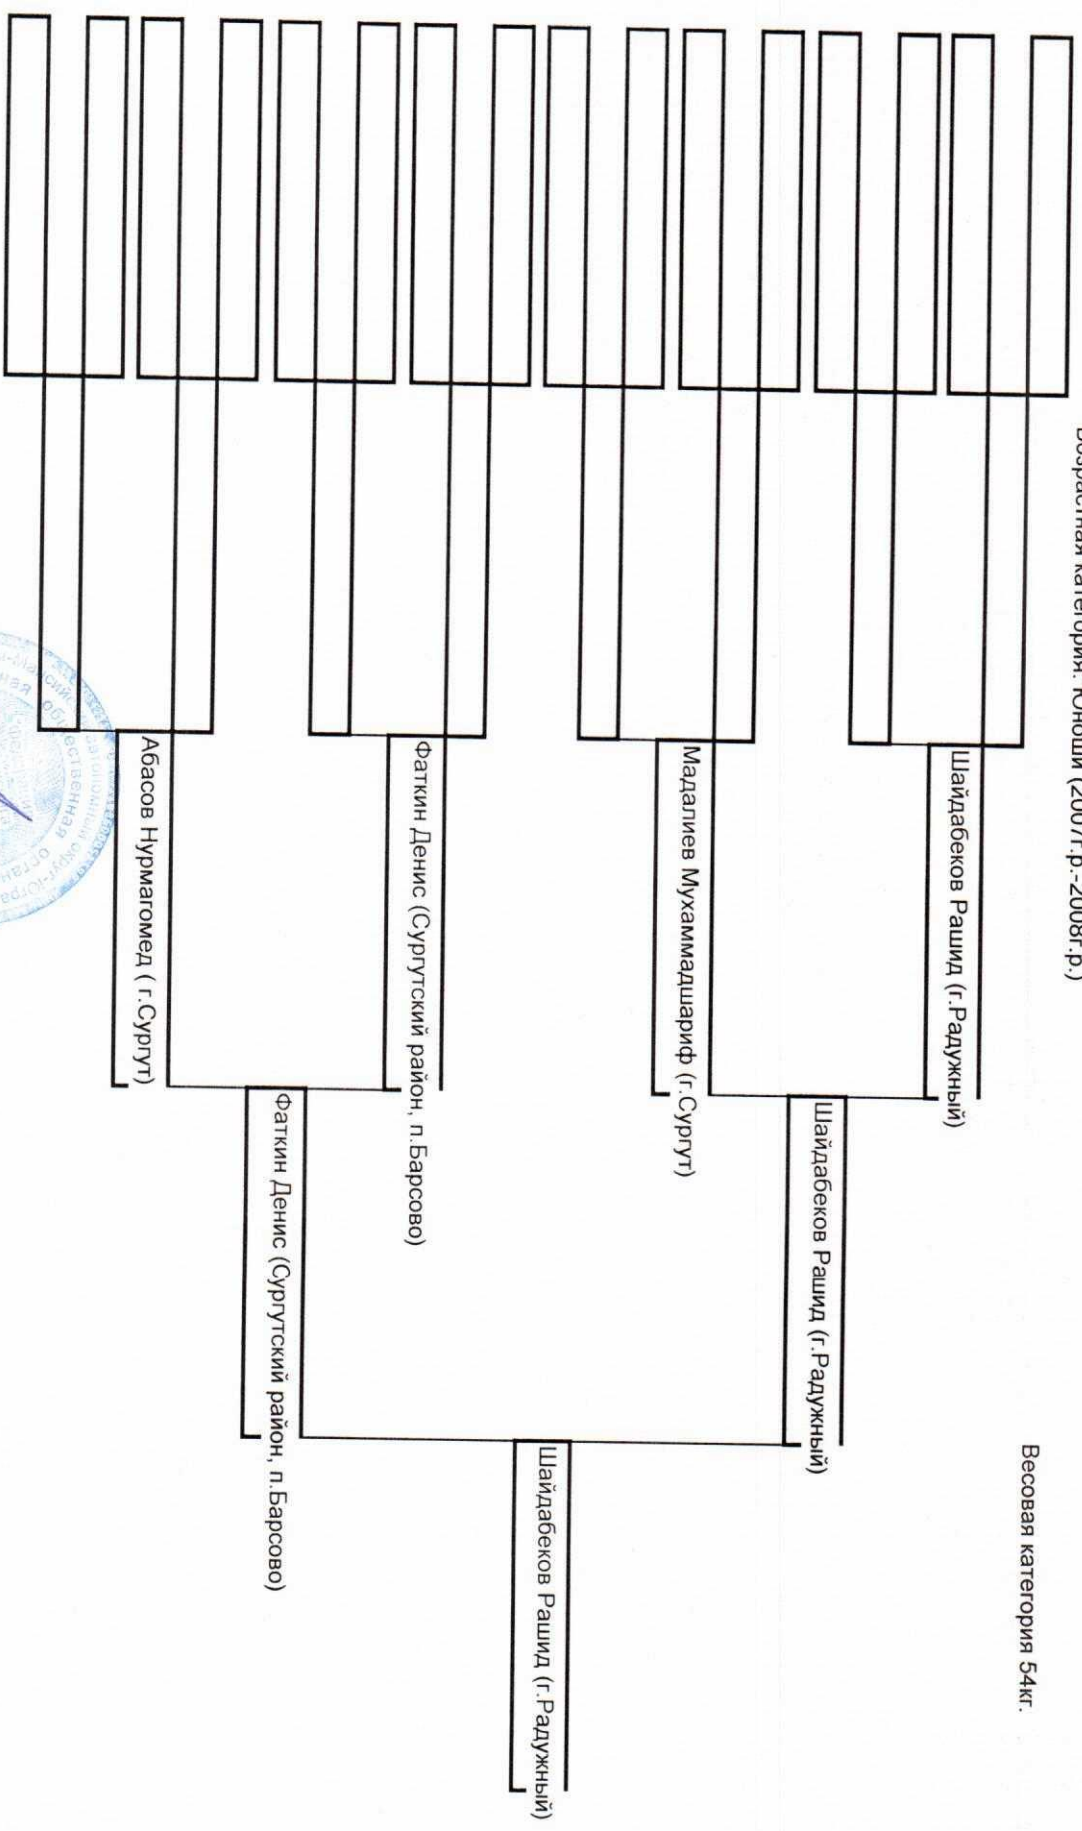 Возрастная категория: Юноши (2007г.р.-2008г.р.)
Весовая категория 54кг.
Шайдабеков Рашид (г.Радужный)
Шайдабеков Рашид (г.Радужный)
Мадалиев Мухаммадшариф (г.Сургут)
Шайдабеков Рашид (г.Радужный)
Фаткин Денис (Сургутский район, п.Барсово)
Фаткин Денис (Сургутский район, п.Барсово)
Абасов Нурмагомед ( г.Сургут)
общественная